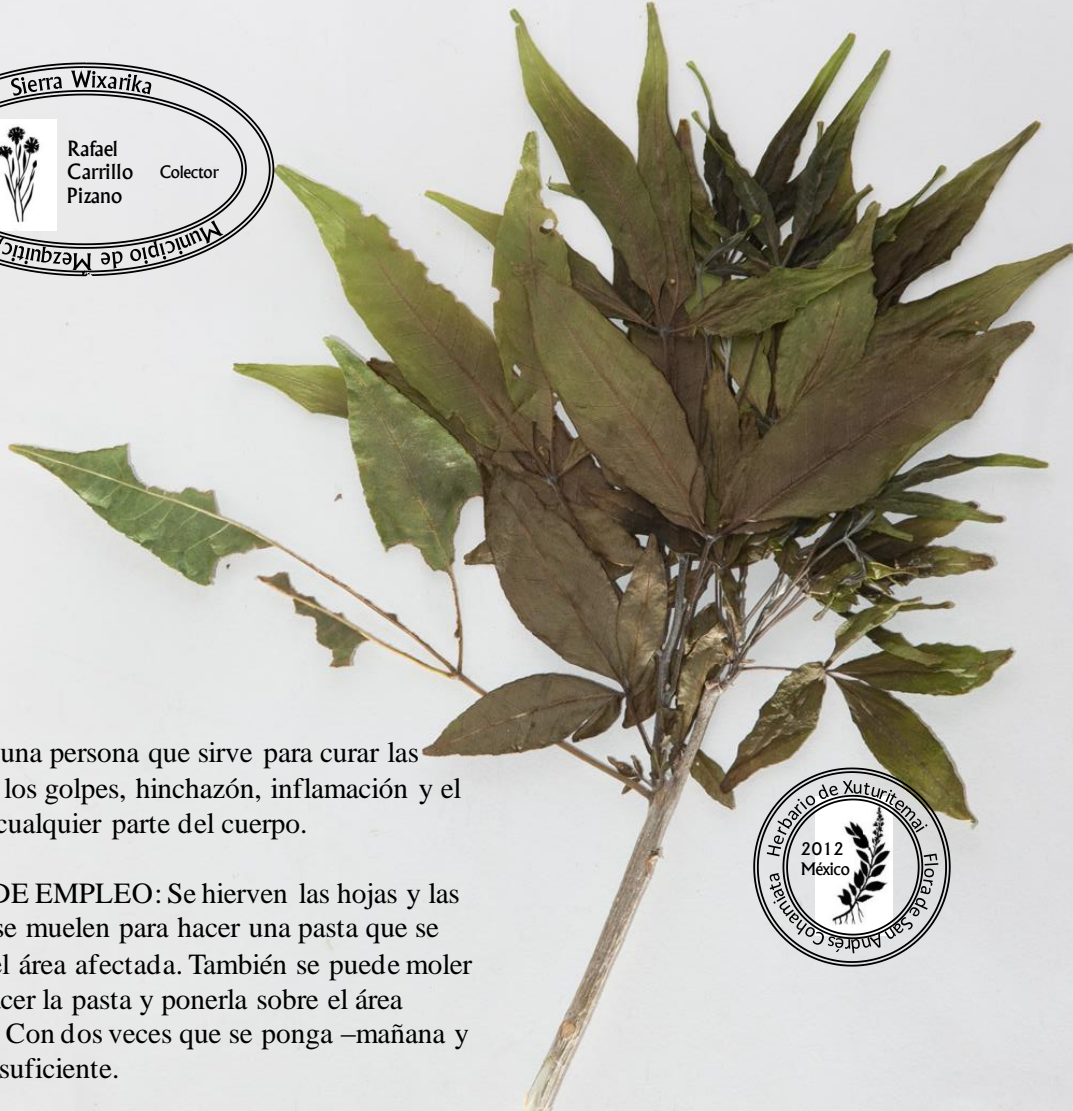 Sierra Wixarika
Rafael
Carrillo
Pizano
Colector
Municipio de
una persona que sirve para curar las
los golpes, hinchazón, inflamación y el
cualquier parte del cuerpo.
DE EMPLEO: Se hierven las hojas y las
se muelen para hacer una pasta que se
el área afectada. También se puede moler
cer la pasta y ponerla sobre el área
Con dos veces que se ponga –mañana y
suficiente.
Herbario de Xuturitemai
2012
México
Flora de San Andrés Cohamiata